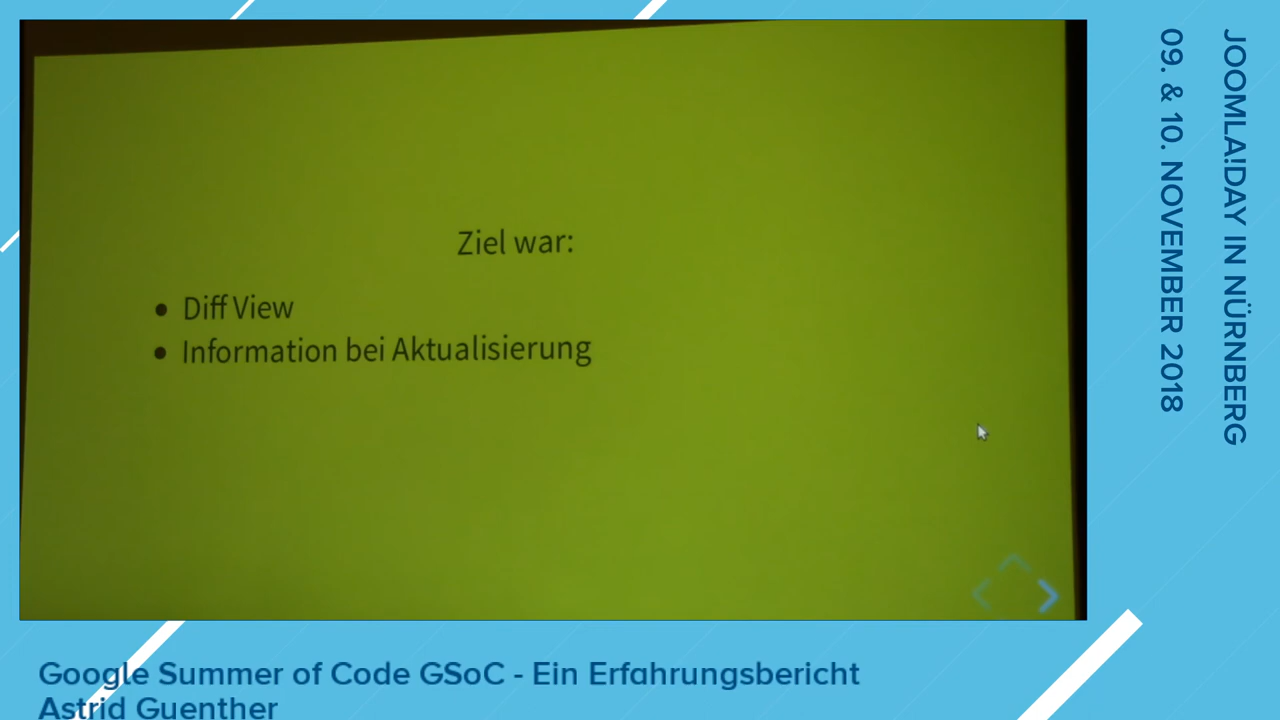 Ziel war:
Diff View
Information bei Aktualisierung
JOOMLA!DAY IN NÜRNBERG
09. & 10. NOVEMBER 2018
Google Summer of Code GSoC - Ein Erfahrungsbericht
Astrid Guenther